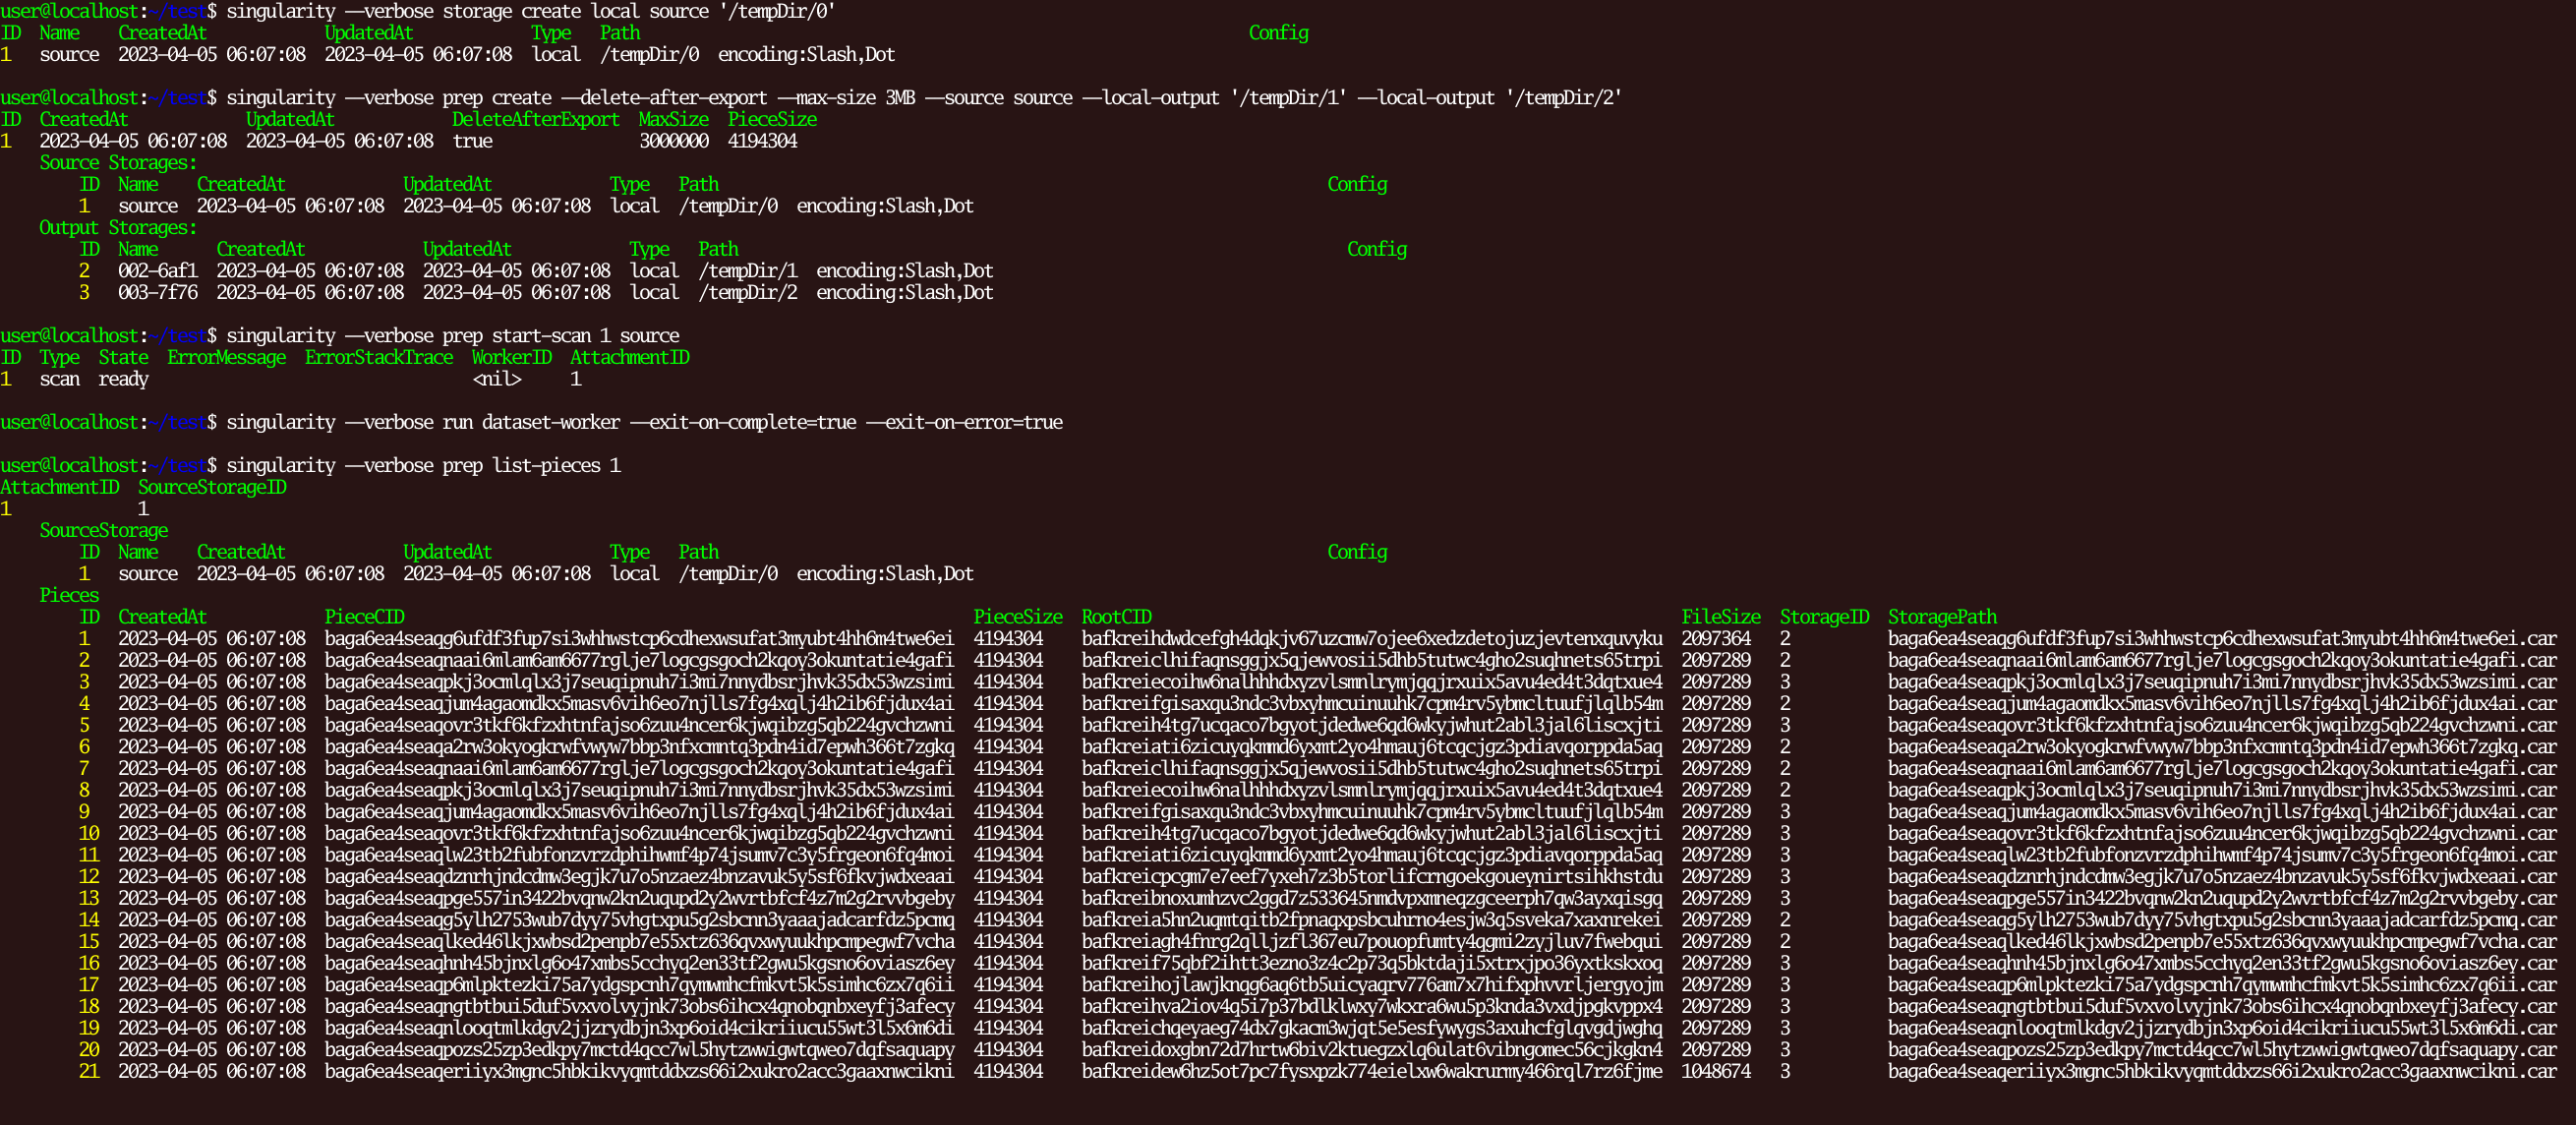 user@localhost:~/test$ singularity --verbose storage create local source '/tempDir/0'
ID  Name    CreatedAt            UpdatedAt            Type   Path                                                              Config
1   source  2023-04-05 06:07:08  2023-04-05 06:07:08  local  /tempDir/0  encoding:Slash,Dot
user@localhost:~/test$ singularity --verbose prep create --delete-after-export --max-size 3MB --source source --local-output '/tempDir/1' --local-output '/tempDir/2'
ID  CreatedAt            UpdatedAt            DeleteAfterExport  MaxSize  PieceSize
1   2023-04-05 06:07:08  2023-04-05 06:07:08  true               3000000  4194304
    Source Storages:
        ID  Name    CreatedAt            UpdatedAt            Type   Path                                                              Config
        1   source  2023-04-05 06:07:08  2023-04-05 06:07:08  local  /tempDir/0  encoding:Slash,Dot
    Output Storages:
        ID  Name      CreatedAt            UpdatedAt            Type   Path                                                              Config
        2   002-6af1  2023-04-05 06:07:08  2023-04-05 06:07:08  local  /tempDir/1  encoding:Slash,Dot
        3   003-7f76  2023-04-05 06:07:08  2023-04-05 06:07:08  local  /tempDir/2  encoding:Slash,Dot
user@localhost:~/test$ singularity --verbose prep start-scan 1 source
ID  Type  State  ErrorMessage  ErrorStackTrace  WorkerID  AttachmentID
1   scan  ready                                 <nil>     1
user@localhost:~/test$ singularity --verbose run dataset-worker --exit-on-complete=true --exit-on-error=true
user@localhost:~/test$ singularity --verbose prep list-pieces 1
AttachmentID  SourceStorageID
1             1
    SourceStorage
        ID  Name    CreatedAt            UpdatedAt            Type   Path                                                              Config
        1   source  2023-04-05 06:07:08  2023-04-05 06:07:08  local  /tempDir/0  encoding:Slash,Dot
    Pieces
        ID  CreatedAt            PieceCID                                                          PieceSize  RootCID                                                      FileSize  StorageID  StoragePath
        1   2023-04-05 06:07:08  baga6ea4seaqg6ufdf3fup7si3whhwstcp6cdhexwsufat3myubt4hh6m4twe6ei  4194304    bafkreihdwdcefgh4dqkjv67uzcmw7ojee6xedzdetojuzjevtenxquvyku  2097364   2          baga6ea4seaqg6ufdf3fup7si3whhwstcp6cdhexwsufat3myubt4hh6m4twe6ei.car
        2   2023-04-05 06:07:08  baga6ea4seaqnaai6mlam6am6677rglje7logcgsgoch2kqoy3okuntatie4gafi  4194304    bafkreiclhifaqnsggjx5qjewvosii5dhb5tutwc4gho2suqhnets65trpi  2097289   2          baga6ea4seaqnaai6mlam6am6677rglje7logcgsgoch2kqoy3okuntatie4gafi.car
        3   2023-04-05 06:07:08  baga6ea4seaqpkj3ocmlqlx3j7seuqipnuh7i3mi7nnydbsrjhvk35dx53wzsimi  4194304    bafkreiecoihw6nalhhhdxyzvlsmnlrymjqqjrxuix5avu4ed4t3dqtxue4  2097289   3          baga6ea4seaqpkj3ocmlqlx3j7seuqipnuh7i3mi7nnydbsrjhvk35dx53wzsimi.car
        4   2023-04-05 06:07:08  baga6ea4seaqjum4agaomdkx5masv6vih6eo7njlls7fg4xqlj4h2ib6fjdux4ai  4194304    bafkreifgisaxqu3ndc3vbxyhmcuinuuhk7cpm4rv5ybmcltuufjlqlb54m  2097289   2          baga6ea4seaqjum4agaomdkx5masv6vih6eo7njlls7fg4xqlj4h2ib6fjdux4ai.car
        5   2023-04-05 06:07:08  baga6ea4seaqovr3tkf6kfzxhtnfajso6zuu4ncer6kjwqibzg5qb224gvchzwni  4194304    bafkreih4tg7ucqaco7bgyotjdedwe6qd6wkyjwhut2abl3jal6liscxjti  2097289   3          baga6ea4seaqovr3tkf6kfzxhtnfajso6zuu4ncer6kjwqibzg5qb224gvchzwni.car
        6   2023-04-05 06:07:08  baga6ea4seaqa2rw3okyogkrwfvwyw7bbp3nfxcmntq3pdn4id7epwh366t7zgkq  4194304    bafkreiati6zicuyqkmmd6yxmt2yo4hmauj6tcqcjgz3pdiavqorppda5aq  2097289   2          baga6ea4seaqa2rw3okyogkrwfvwyw7bbp3nfxcmntq3pdn4id7epwh366t7zgkq.car
        7   2023-04-05 06:07:08  baga6ea4seaqnaai6mlam6am6677rglje7logcgsgoch2kqoy3okuntatie4gafi  4194304    bafkreiclhifaqnsggjx5qjewvosii5dhb5tutwc4gho2suqhnets65trpi  2097289   2          baga6ea4seaqnaai6mlam6am6677rglje7logcgsgoch2kqoy3okuntatie4gafi.car
        8   2023-04-05 06:07:08  baga6ea4seaqpkj3ocmlqlx3j7seuqipnuh7i3mi7nnydbsrjhvk35dx53wzsimi  4194304    bafkreiecoihw6nalhhhdxyzvlsmnlrymjqqjrxuix5avu4ed4t3dqtxue4  2097289   2          baga6ea4seaqpkj3ocmlqlx3j7seuqipnuh7i3mi7nnydbsrjhvk35dx53wzsimi.car
        9   2023-04-05 06:07:08  baga6ea4seaqjum4agaomdkx5masv6vih6eo7njlls7fg4xqlj4h2ib6fjdux4ai  4194304    bafkreifgisaxqu3ndc3vbxyhmcuinuuhk7cpm4rv5ybmcltuufjlqlb54m  2097289   3          baga6ea4seaqjum4agaomdkx5masv6vih6eo7njlls7fg4xqlj4h2ib6fjdux4ai.car
        10  2023-04-05 06:07:08  baga6ea4seaqovr3tkf6kfzxhtnfajso6zuu4ncer6kjwqibzg5qb224gvchzwni  4194304    bafkreih4tg7ucqaco7bgyotjdedwe6qd6wkyjwhut2abl3jal6liscxjti  2097289   3          baga6ea4seaqovr3tkf6kfzxhtnfajso6zuu4ncer6kjwqibzg5qb224gvchzwni.car
        11  2023-04-05 06:07:08  baga6ea4seaqlw23tb2fubfonzvrzdphihwmf4p74jsumv7c3y5frgeon6fq4moi  4194304    bafkreiati6zicuyqkmmd6yxmt2yo4hmauj6tcqcjgz3pdiavqorppda5aq  2097289   3          baga6ea4seaqlw23tb2fubfonzvrzdphihwmf4p74jsumv7c3y5frgeon6fq4moi.car
        12  2023-04-05 06:07:08  baga6ea4seaqdznrhjndcdmw3egjk7u7o5nzaez4bnzavuk5y5sf6fkvjwdxeaai  4194304    bafkreicpcgm7e7eef7yxeh7z3b5torlifcrngoekgoueynirtsihkhstdu  2097289   3          baga6ea4seaqdznrhjndcdmw3egjk7u7o5nzaez4bnzavuk5y5sf6fkvjwdxeaai.car
        13  2023-04-05 06:07:08  baga6ea4seaqpge557in3422bvqnw2kn2uqupd2y2wvrtbfcf4z7m2g2rvvbgeby  4194304    bafkreibnoxumhzvc2ggd7z533645nmdvpxmneqzgceerph7qw3ayxqisgq  2097289   3          baga6ea4seaqpge557in3422bvqnw2kn2uqupd2y2wvrtbfcf4z7m2g2rvvbgeby.car
        14  2023-04-05 06:07:08  baga6ea4seaqg5ylh2753wub7dyy75vhgtxpu5g2sbcnn3yaaajadcarfdz5pcmq  4194304    bafkreia5hn2uqmtgitb2fpnaqxpsbcuhrno4esjw3q5sveka7xaxnrekei  2097289   2          baga6ea4seaqg5ylh2753wub7dyy75vhgtxpu5g2sbcnn3yaaajadcarfdz5pcmq.car
        15  2023-04-05 06:07:08  baga6ea4seaqlked46lkjxwbsd2penpb7e55xtz636qvxwyuukhpcmpegwf7vcha  4194304    bafkreiagh4fnrg2qlljzfl367eu7pouopfumty4qgmi2zyjluv7fwebqui  2097289   2          baga6ea4seaqlked46lkjxwbsd2penpb7e55xtz636qvxwyuukhpcmpegwf7vcha.car
        16  2023-04-05 06:07:08  baga6ea4seaqhnh45bjnxlg6o47xmbs5cchyq2en33tf2gwu5kgsno6oviasz6ey  4194304    bafkreif75qbf2ihtt3ezno3z4c2p73q5bktdaji5xtrxjpo36yxtkskxoq  2097289   3          baga6ea4seaqhnh45bjnxlg6o47xmbs5cchyq2en33tf2gwu5kgsno6oviasz6ey.car
        17  2023-04-05 06:07:08  baga6ea4seaqp6mlpktezki75a7ydgspcnh7qymwmhcfmkvt5k5simhc6zx7q6ii  4194304    bafkreihojlawjknqg6aq6tb5uicyaqrv776am7x7hifxphvvrljergyojm  2097289   3          baga6ea4seaqp6mlpktezki75a7ydgspcnh7qymwmhcfmkvt5k5simhc6zx7q6ii.car
        18  2023-04-05 06:07:08  baga6ea4seaqngtbtbui5duf5vxvolvyjnk73obs6ihcx4qnobqnbxeyfj3afecy  4194304    bafkreihva2iov4q5i7p37bdlklwxy7wkxra6wu5p3knda3vxdjpgkvppx4  2097289   3          baga6ea4seaqngtbtbui5duf5vxvolvyjnk73obs6ihcx4qnobqnbxeyfj3afecy.car
        19  2023-04-05 06:07:08  baga6ea4seaqnlooqtmlkdgv2jjzrydbjn3xp6oid4cikriiucu55wt3l5x6m6di  4194304    bafkreichqeyaeg74dx7gkacm3wjqt5e5esfywygs3axuhcfglqvgdjwghq  2097289   3          baga6ea4seaqnlooqtmlkdgv2jjzrydbjn3xp6oid4cikriiucu55wt3l5x6m6di.car
        20  2023-04-05 06:07:08  baga6ea4seaqpozs25zp3edkpy7mctd4qcc7wl5hytzwwigwtqweo7dqfsaquapy  4194304    bafkreidoxgbn72d7hrtw6biv2ktuegzxlq6ulat6vibngomec56cjkgkn4  2097289   3          baga6ea4seaqpozs25zp3edkpy7mctd4qcc7wl5hytzwwigwtqweo7dqfsaquapy.car
        21  2023-04-05 06:07:08  baga6ea4seaqeriiyx3mgnc5hbkikvyqmtddxzs66i2xukro2acc3gaaxnwcikni  4194304    bafkreidew6hz5ot7pc7fysxpzk774eielxw6wakrurmy466rql7rz6fjme  1048674   3          baga6ea4seaqeriiyx3mgnc5hbkikvyqmtddxzs66i2xukro2acc3gaaxnwcikni.car